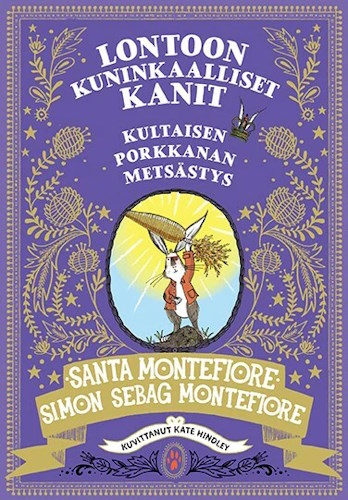 LONTOON
KUNINKAALLISET
KANIT
KULTAISEN
PORKKANAN
METSÄSTYS
SANTA MONTEFIORE
SIMON SEBAG MONTEFIORE
KUVITTANUT KATE HINDLEY